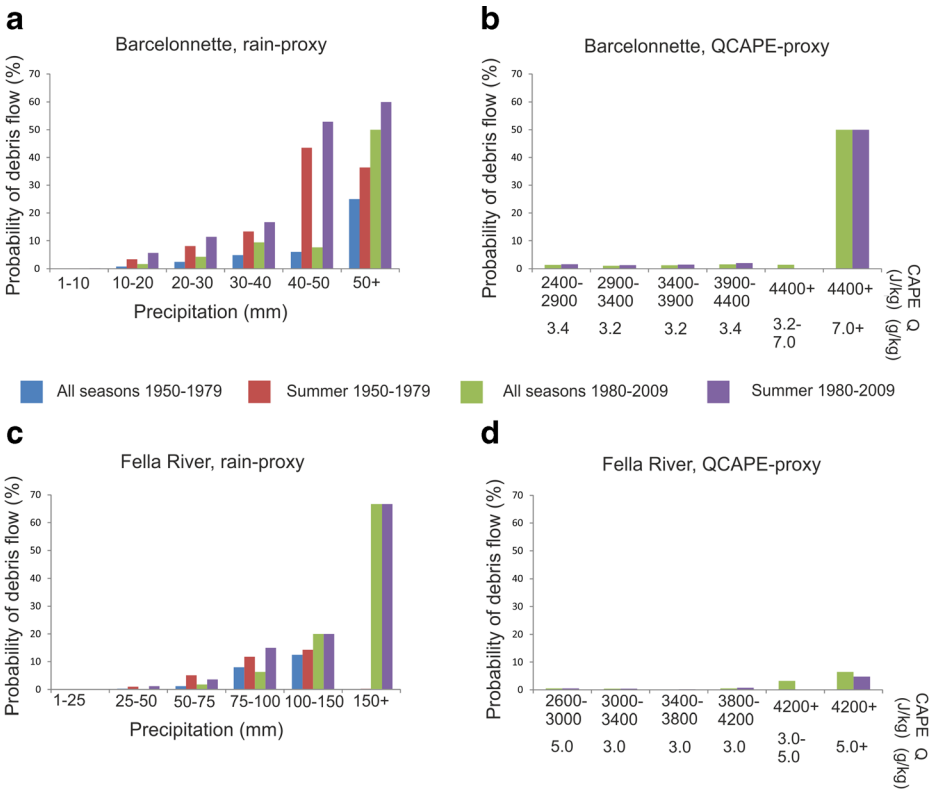 a
Barcelonnette, rain-proxy
Probability of debris flow (%)
70
60
50
40
30
20
10
0
1-10 10-20 20-30 30-40 40-50 50+
Precipitation (mm)
b
Barcelonnette, QCAPE-proxy
Probability of debris flow (%)
70
60
50
40
30
20
10
0
2400- 2900- 3400- 3900- 4400+ 4400+
2900 3400 3900 4400
3.4 3.2 3.2 3.4 3.2- 7.0+
7.0
CAPE Q
(J/kg) (g/kg)
All seasons 1950-1979 Summer 1950-1979 All seasons 1980-2009 Summer 1980-2009
c
Fella River, rain-proxy
Probability of debris flow (%)
70
60
50
40
30
20
10
0
1-25 25-50 50-75 75-100 100-150 150+
Precipitation (mm)
d
Fella River, QCAPE-proxy
Probability of debris flow (%)
70
60
50
40
30
20
10
0
2600- 3000- 3400- 3800- 4200+ 4200+
3000 3400 3800 4200
5.0 3.0 3.0 3.0 3.0- 5.0+
5.0
CAPE Q
(J/kg) (g/kg)